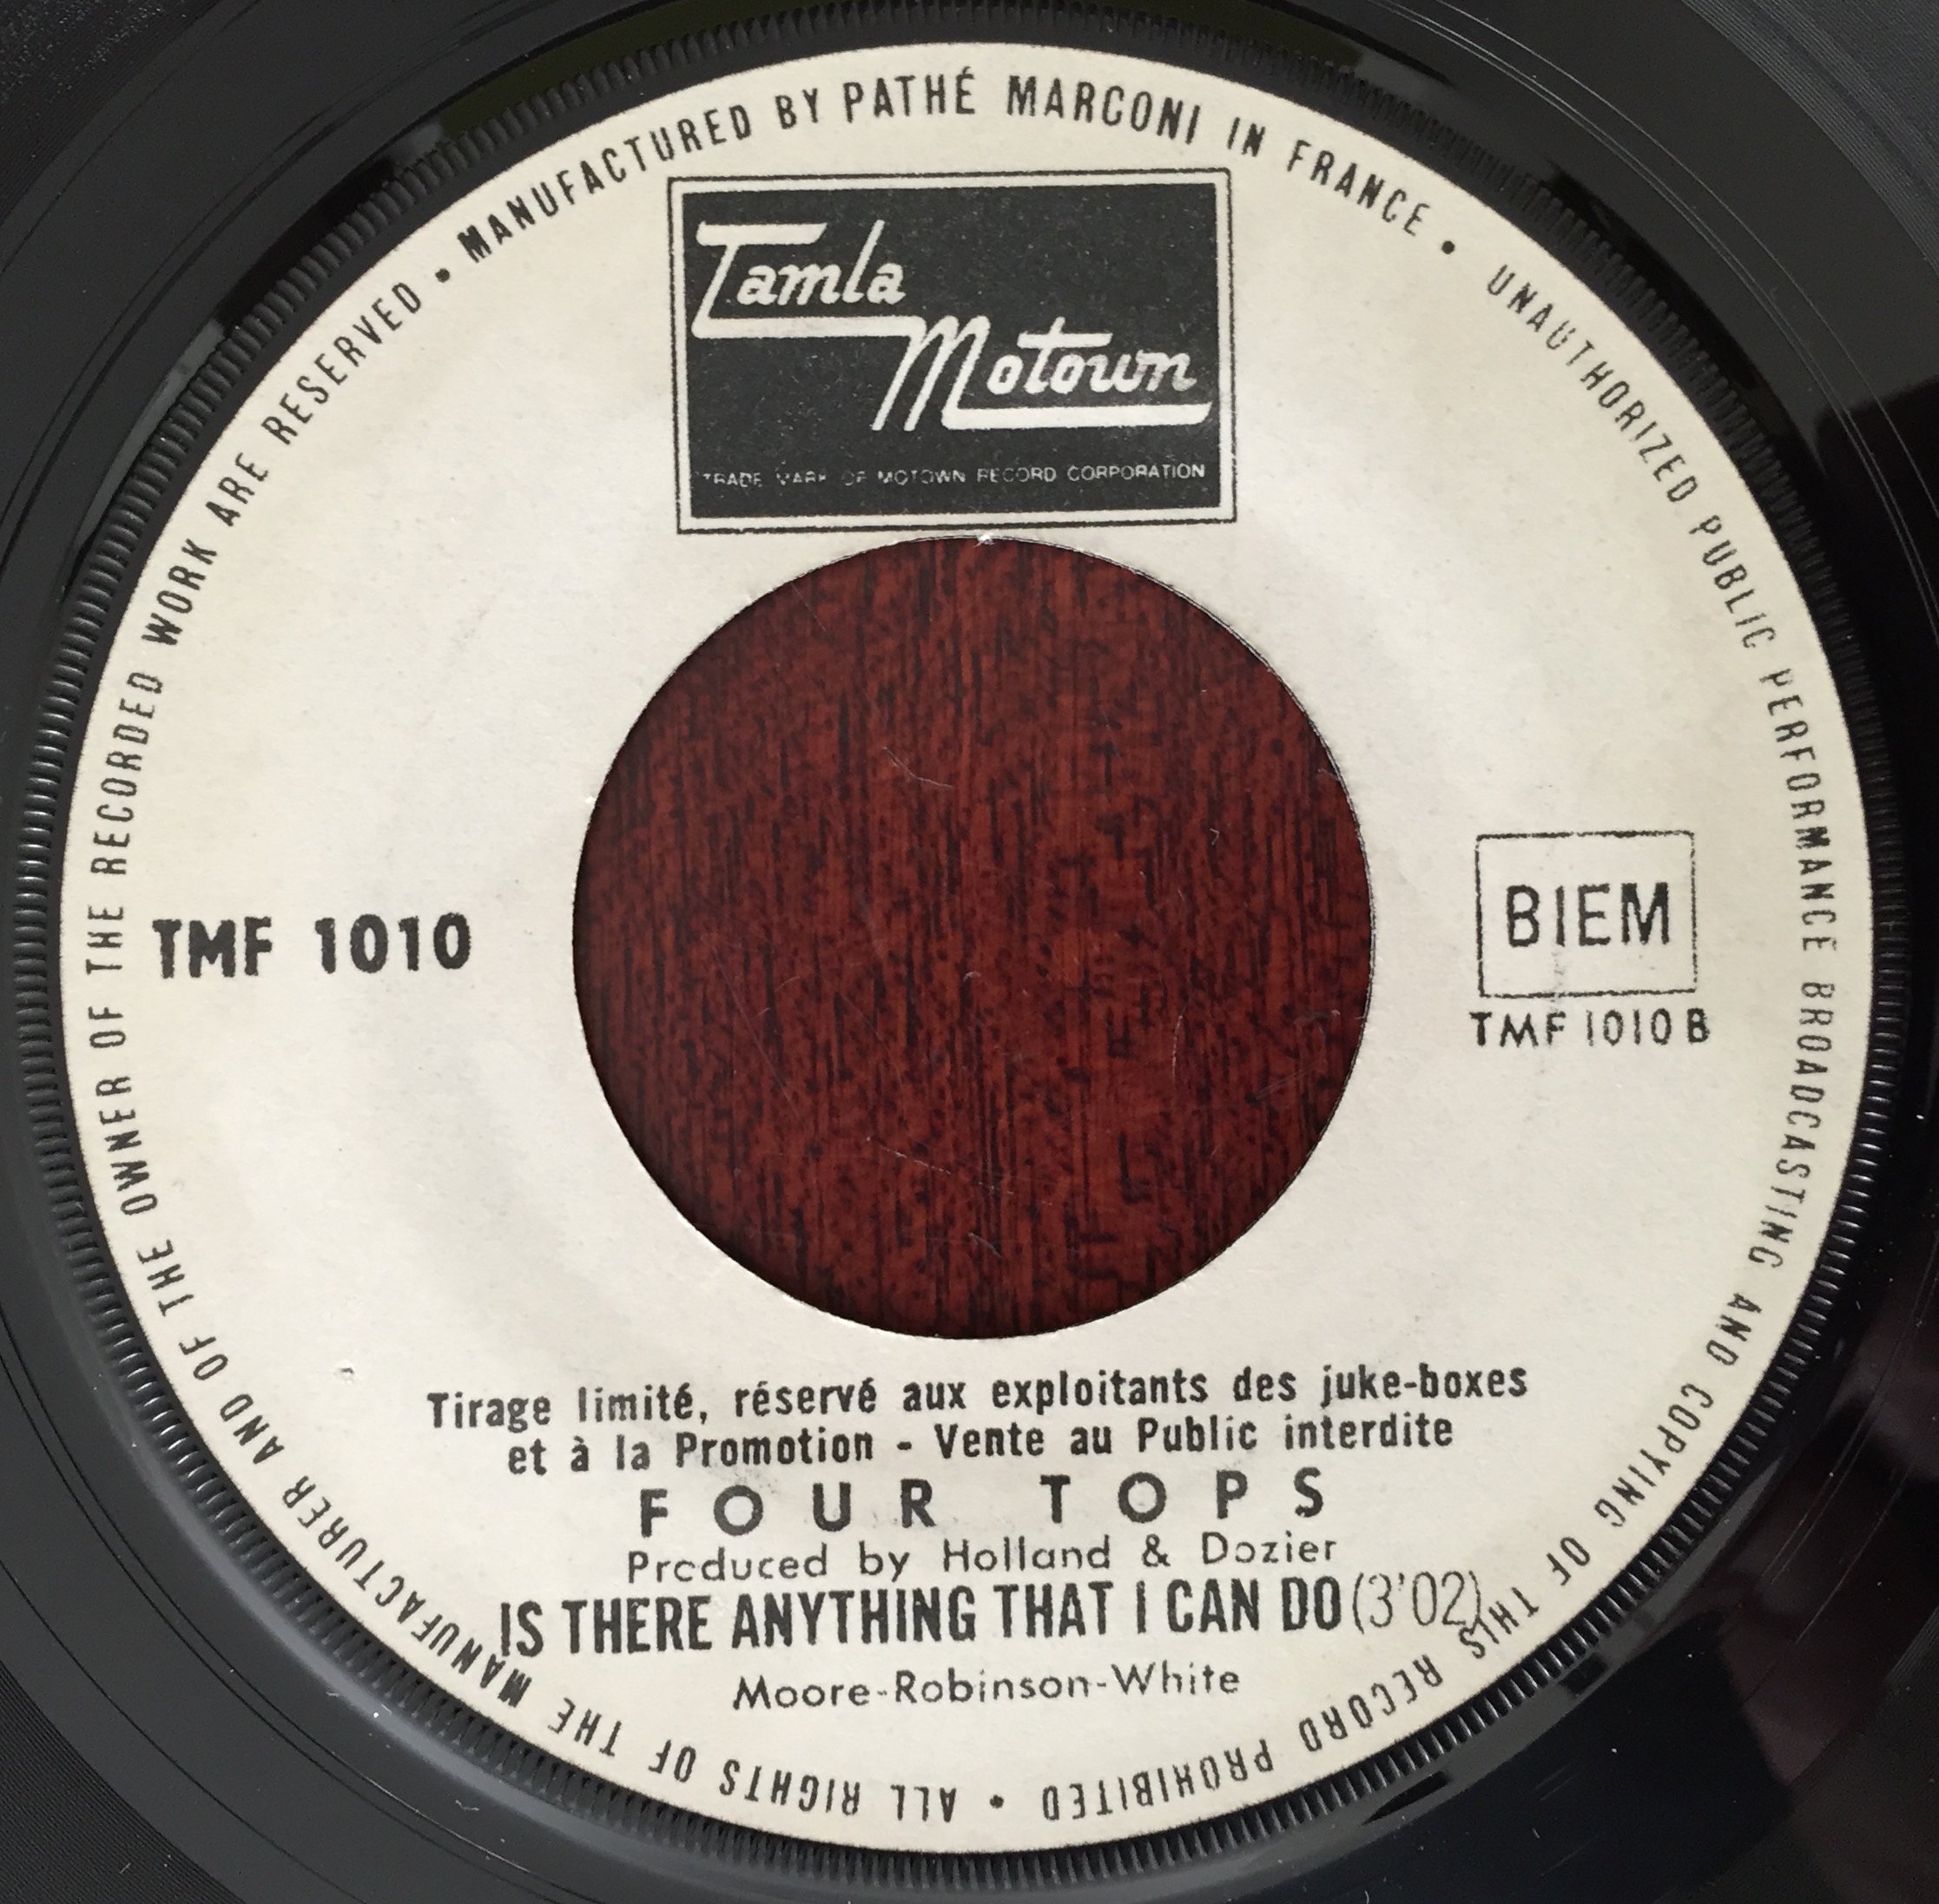 MANUFACTURED BY PATHÉ MARCONI IN FRANCE • UNAUTHORIZED PUBLIC PERFORMANCE BROADCASTING AND COPYING OF THIS RECORD PROHIBITED • ALL RIGHTS OF THE MANUFACTURER AND OF THE OWNER OF THE RECORDED WORK ARE RESERVED •
Tamla
Motown
TRADE MARK OF MOTOWN RECORD CORPORATION
TMF 1010
BIEM
TMF 1010 B
Tirage limité, réservé aux exploitants des juke-boxes
et à la Promotion - Vente au Public interdite
FOUR TOPS
Produced by Holland & Dozier
IS THERE ANYTHING THAT I CAN DO (3'02)
Moore-Robinson-White